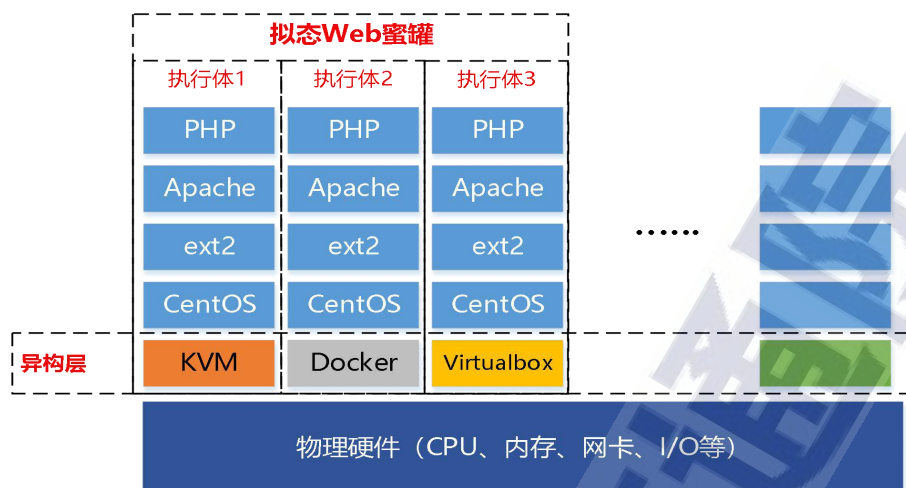 拟态Web蜜罐
执行体1 执行体2 执行体3
PHP PHP PHP
Apache Apache Apache
ext2 ext2 ext2
……
CentOS CentOS CentOS
异构层 KVM Docker Virtualbox
物理硬件（CPU、内存、网卡、I/O等）